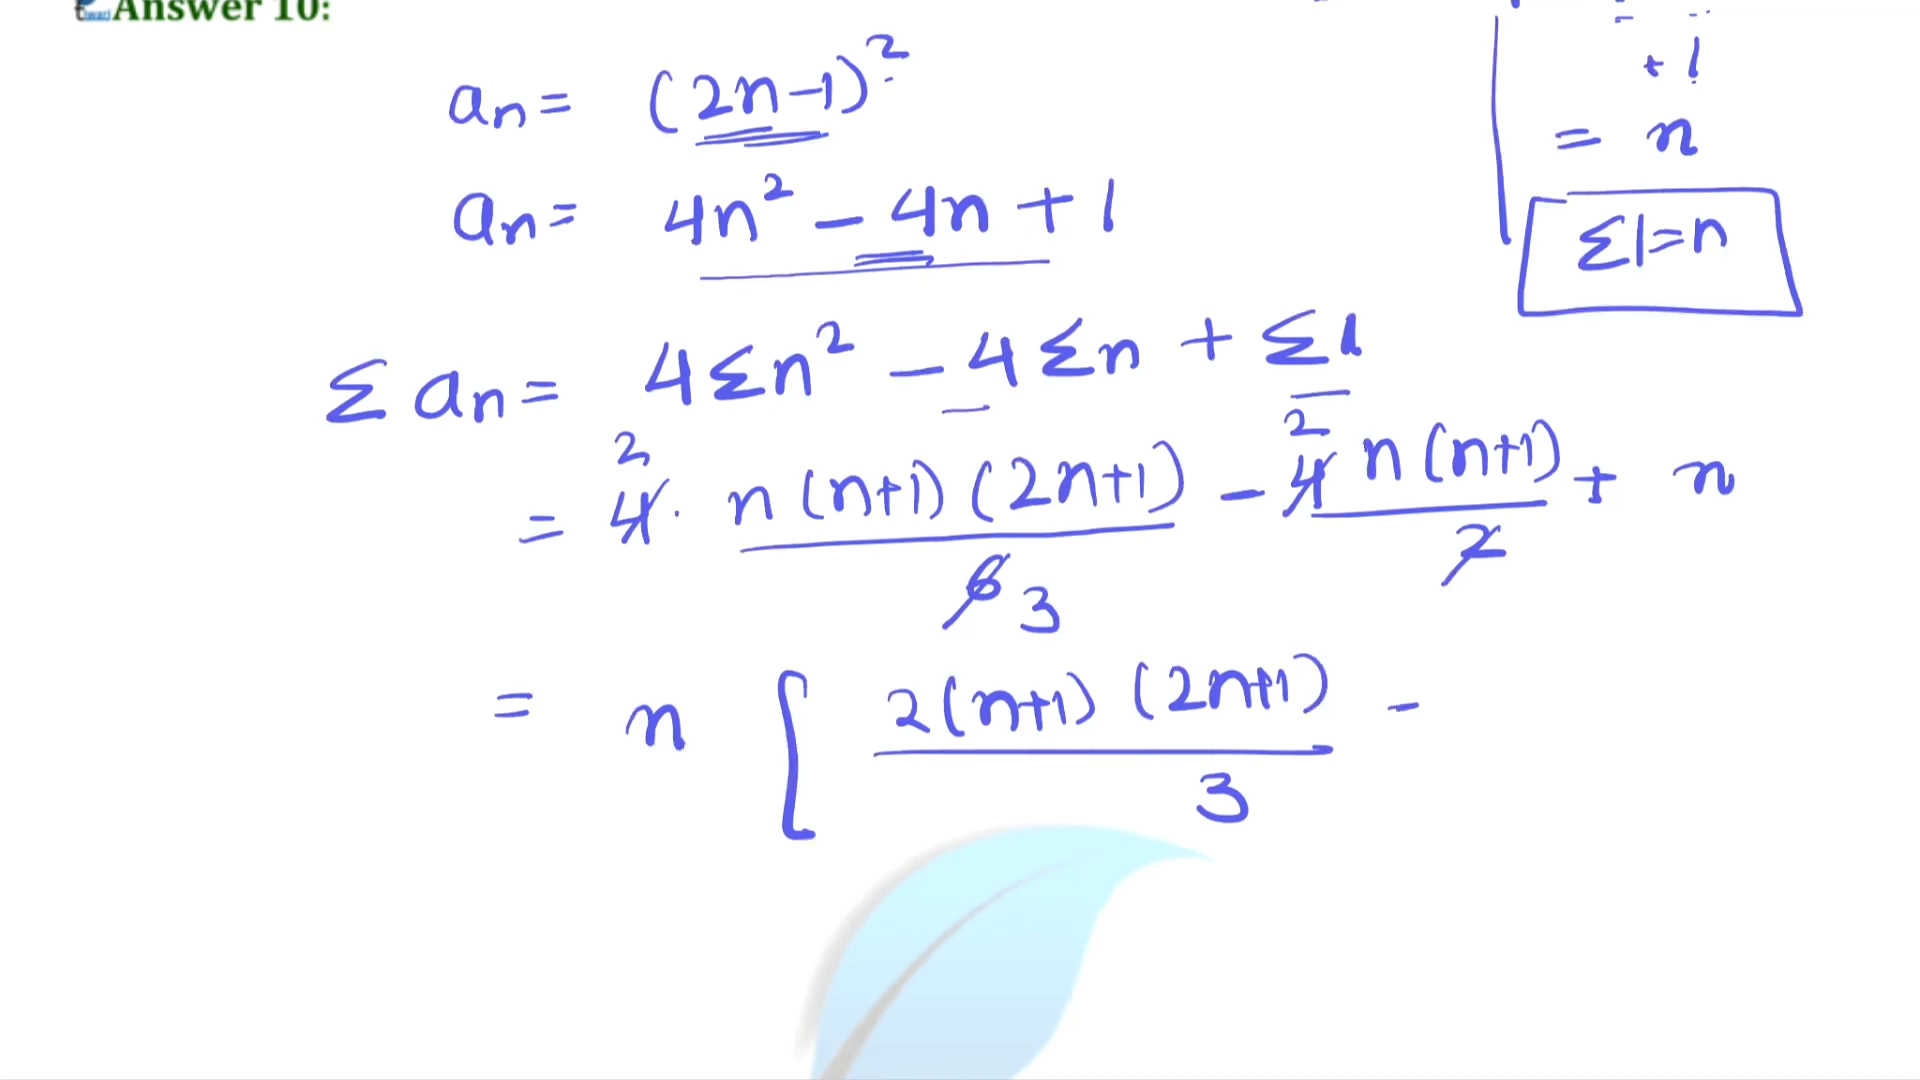 Answer 10:
an = (2n-1)²
an = 4n² - 4n + 1
Σ an = 4Σn² - 4Σn + Σ1
= 4. n(n+1)(2n+1)/6 - 4 n(n+1)/2 + n
2 3 2
= n [ 2(n+1)(2n+1)/3 -
+ 1
= n
Σ1=n